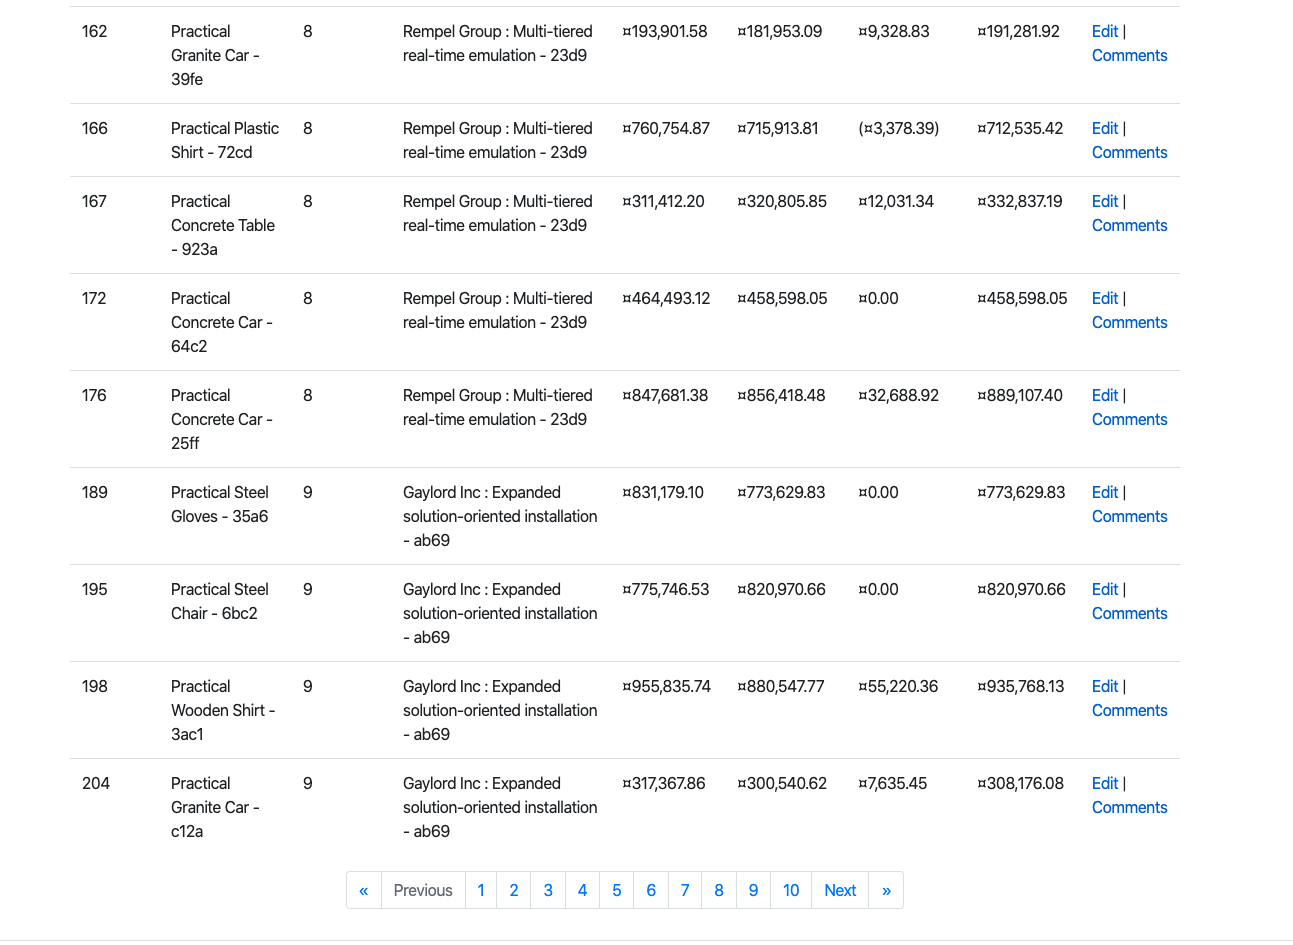 162 Practical 8 Rempel Group : Multi-tiered ¤193,901.58 ¤181,953.09 ¤9,328.83 ¤191,281.92 Edit |
Granite Car - real-time emulation - 23d9 Comments
39fe
166 Practical Plastic 8 Rempel Group : Multi-tiered ¤760,754.87 ¤715,913.81 (¤3,378.39) ¤712,535.42 Edit |
Shirt - 72cd real-time emulation - 23d9 Comments
167 Practical 8 Rempel Group : Multi-tiered ¤311,412.20 ¤320,805.85 ¤12,031.34 ¤332,837.19 Edit |
Concrete Table real-time emulation - 23d9 Comments
- 923a
172 Practical 8 Rempel Group : Multi-tiered ¤464,493.12 ¤458,598.05 ¤0.00 ¤458,598.05 Edit |
Concrete Car - real-time emulation - 23d9 Comments
64c2
176 Practical 8 Rempel Group : Multi-tiered ¤847,681.38 ¤856,418.48 ¤32,688.92 ¤889,107.40 Edit |
Concrete Car - real-time emulation - 23d9 Comments
25ff
189 Practical Steel 9 Gaylord Inc : Expanded ¤831,179.10 ¤773,629.83 ¤0.00 ¤773,629.83 Edit |
Gloves - 35a6 solution-oriented installation Comments
- ab69
195 Practical Steel 9 Gaylord Inc : Expanded ¤775,746.53 ¤820,970.66 ¤0.00 ¤820,970.66 Edit |
Chair - 6bc2 solution-oriented installation Comments
- ab69
198 Practical 9 Gaylord Inc : Expanded ¤955,835.74 ¤880,547.77 ¤55,220.36 ¤935,768.13 Edit |
Wooden Shirt - solution-oriented installation Comments
3ac1 - ab69
204 Practical 9 Gaylord Inc : Expanded ¤317,367.86 ¤300,540.62 ¤7,635.45 ¤308,176.08 Edit |
Granite Car - solution-oriented installation Comments
c12a - ab69
« Previous 1 2 3 4 5 6 7 8 9 10 Next »